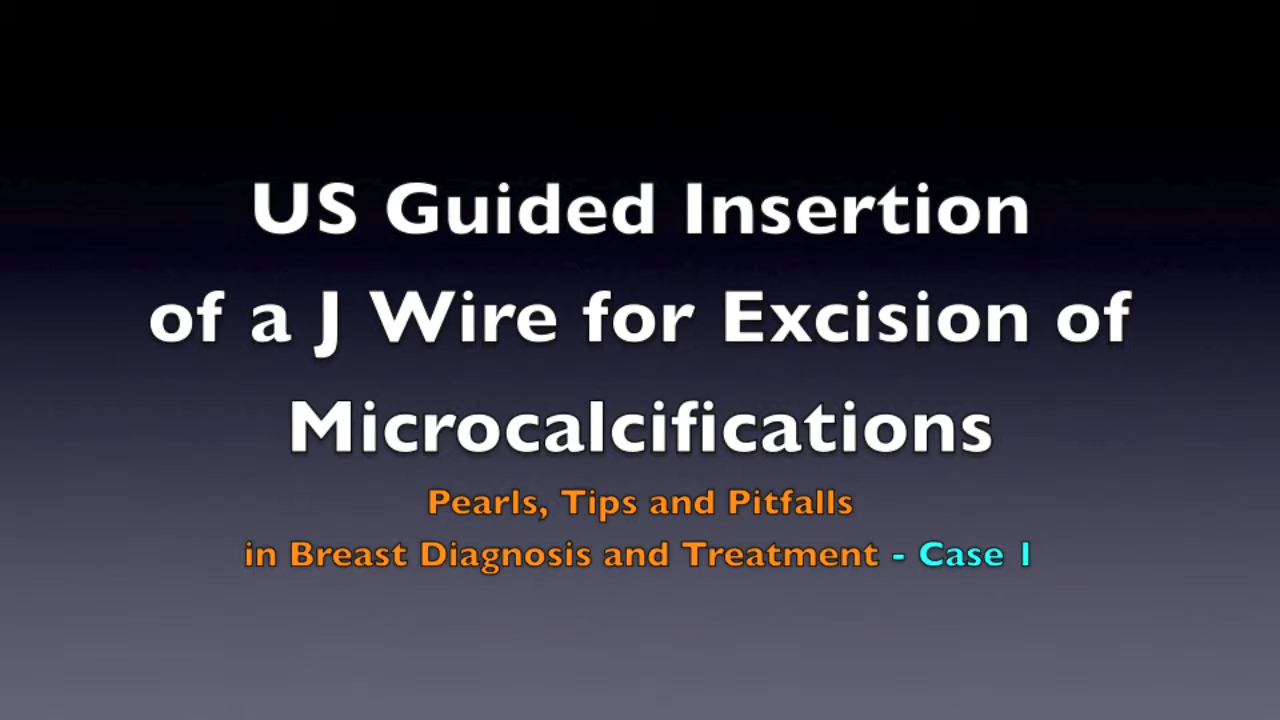 US Guided Insertion
of a J Wire for Excision of
Microcalcifications
Pearls, Tips and Pitfalls
in Breast Diagnosis and Treatment - Case 1